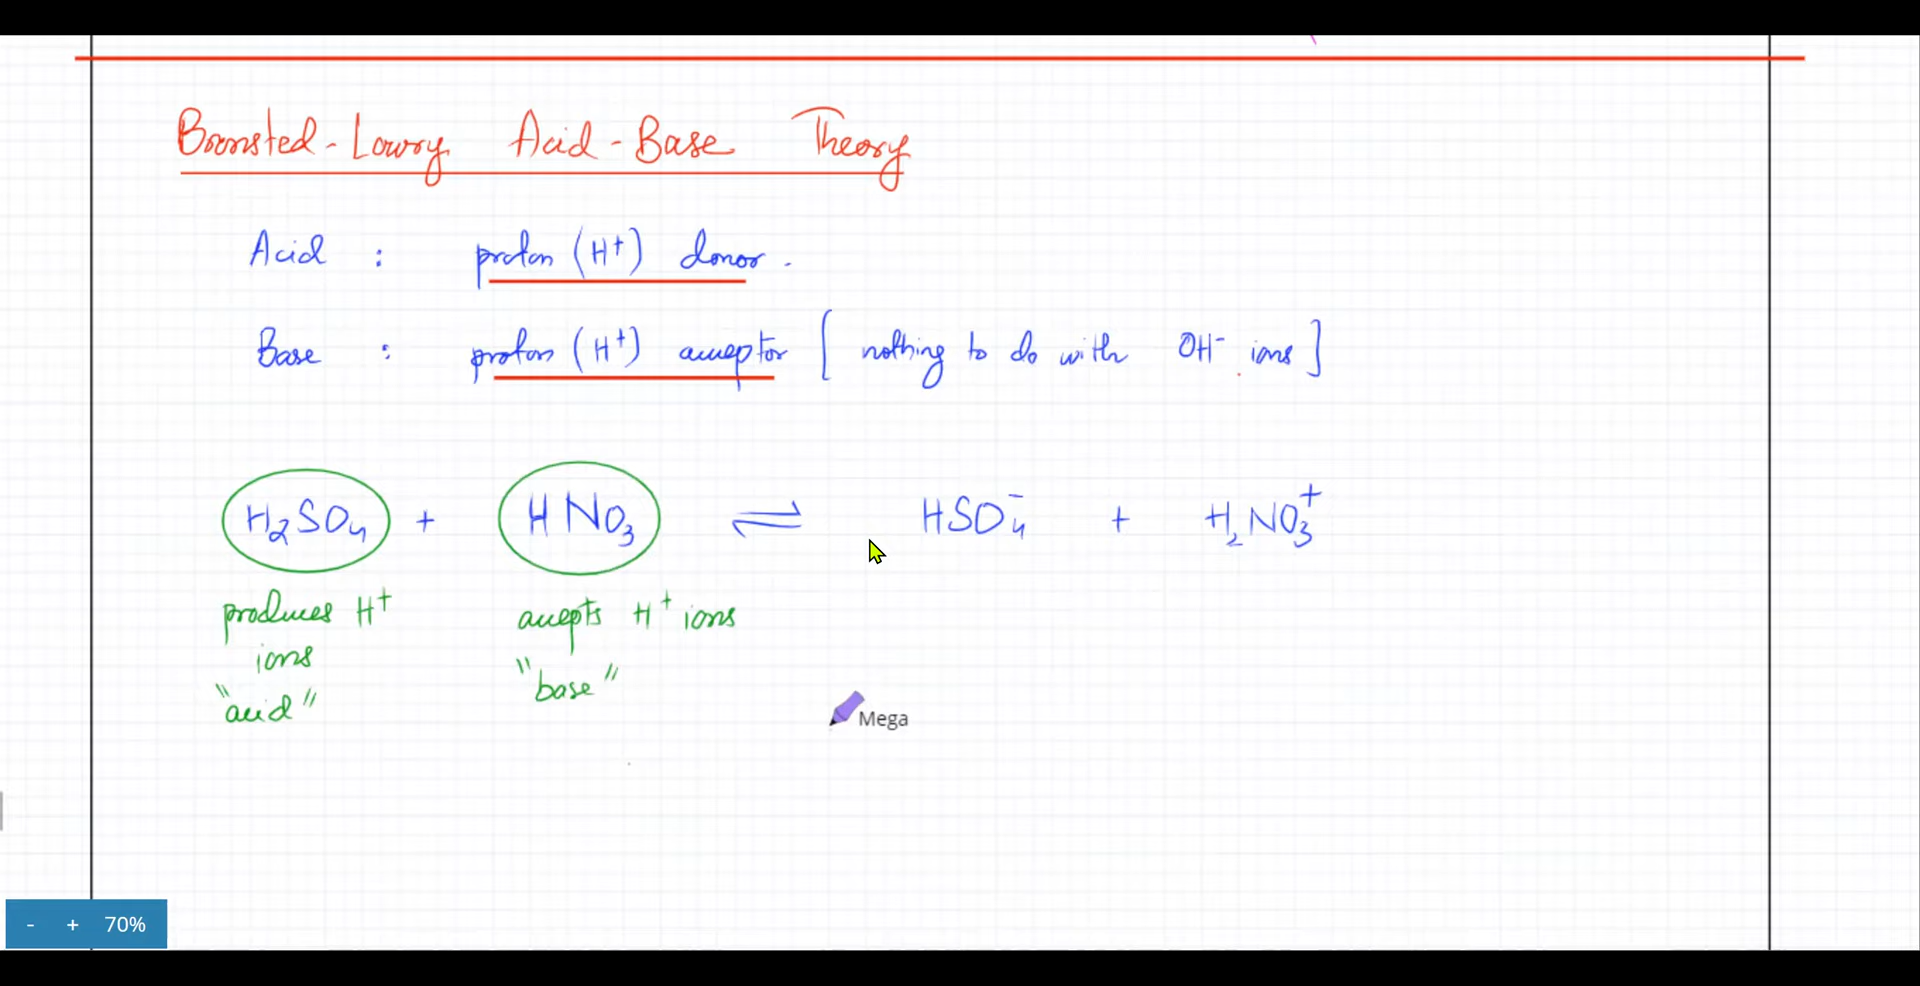 Bronsted-Lowry Acid-Base Theory
Acid : proton (H⁺) donor.
Base : proton (H⁺) acceptor [nothing to do with OH⁻ ions]
H₂SO₄ + HNO₃ ⇌ HSO₄⁻ + H₂NO₃⁺
produces H⁺
ions
"acid"
accepts H⁺ ions
"base"
Mega
- + 70%